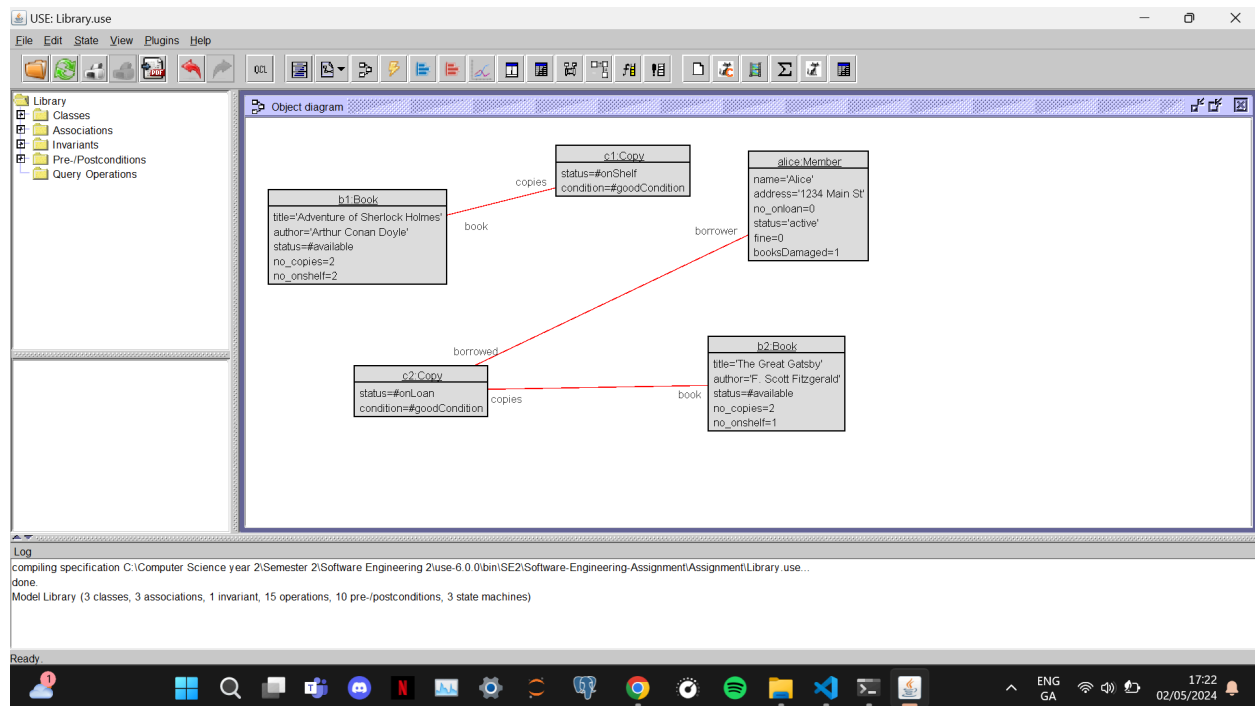 USE: Library.use
File Edit State View Plugins Help
OCL
Library
Classes
Associations
Invariants
Pre-/Postconditions
Query Operations
Object diagram
b1:Book
title='Adventure of Sherlock Holmes'
author='Arthur Conan Doyle'
status=#available
no_copies=2
no_onshelf=2
copies
book
c1:Copy
status=#onShelf
condition=#goodCondition
alice:Member
name='Alice'
address='1234 Main St'
no_onloan=0
status='active'
fine=0
booksDamaged=1
borrower
borrowed
c2:Copy
status=#onLoan
condition=#goodCondition
copies
book
b2:Book
title='The Great Gatsby'
author='F. Scott Fitzgerald'
status=#available
no_copies=2
no_onshelf=1
Log
compiling specification C:\Computer Science year 2\Semester 2\Software Engineering 2\use-6.0.0\bin\SE2\Software-Engineering-Assignment\Assignment\Library.use...
done.
Model Library (3 classes, 3 associations, 1 invariant, 15 operations, 10 pre-/postconditions, 3 state machines)
Ready.
1
ENG
GA
17:22
02/05/2024